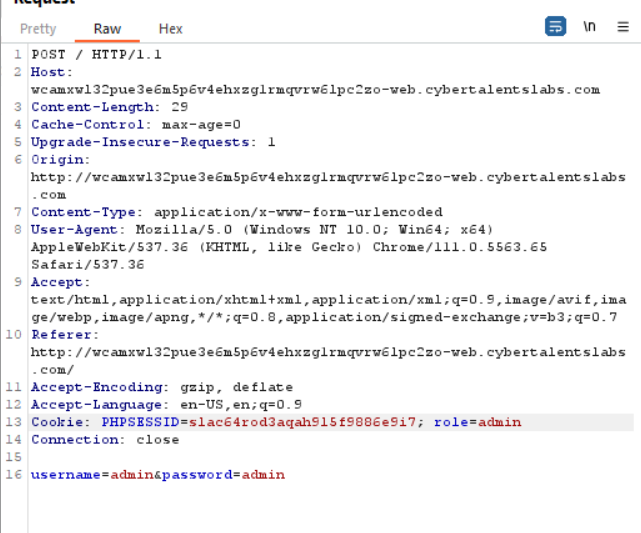 Request
Pretty Raw Hex \n
1 POST / HTTP/1.1
2 Host:
wcamxwl32pue3e6m5p6v4ehxzglrmqvrw6lpc2zo-web.cybertalentslabs.com
3 Content-Length: 29
4 Cache-Control: max-age=0
5 Upgrade-Insecure-Requests: 1
6 Origin:
http://wcamxwl32pue3e6m5p6v4ehxzglrmqvrw6lpc2zo-web.cybertalentslabs
.com
7 Content-Type: application/x-www-form-urlencoded
8 User-Agent: Mozilla/5.0 (Windows NT 10.0; Win64; x64)
AppleWebKit/537.36 (KHTML, like Gecko) Chrome/111.0.5563.65
Safari/537.36
9 Accept:
text/html,application/xhtml+xml,application/xml;q=0.9,image/avif,ima
ge/webp,image/apng,*/*;q=0.8,application/signed-exchange;v=b3;q=0.7
10 Referer:
http://wcamxwl32pue3e6m5p6v4ehxzglrmqvrw6lpc2zo-web.cybertalentslabs
.com/
11 Accept-Encoding: gzip, deflate
12 Accept-Language: en-US,en;q=0.9
13 Cookie: PHPSESSID=slac64rod3aqah9l5f9886e9i7; role=admin
14 Connection: close
15
16 username=admin&password=admin